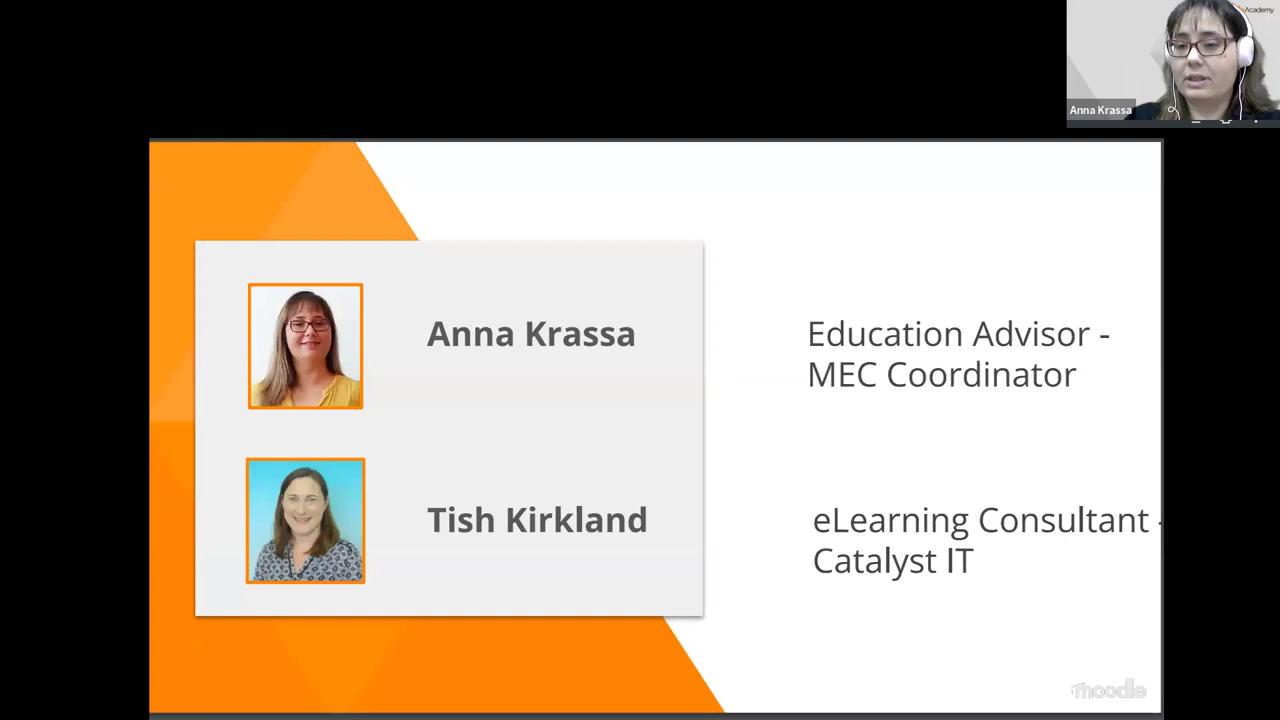 Academy
Anna Krassa
Anna Krassa
Education Advisor -
MEC Coordinator
Tish Kirkland
eLearning Consultant -
Catalyst IT
moodle